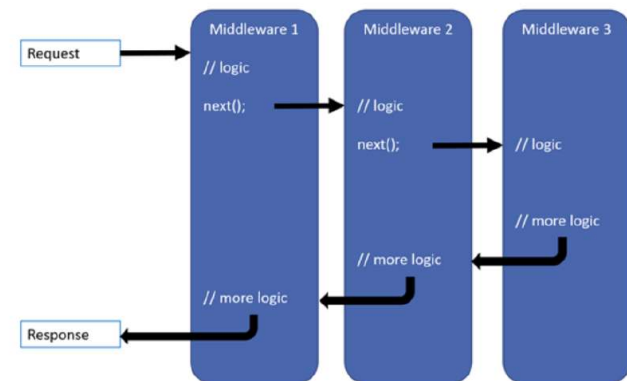 Middleware 1
Middleware 2
Middleware 3
Request
// logic
next();
// logic
next();
// logic
// more logic
// more logic
// more logic
Response